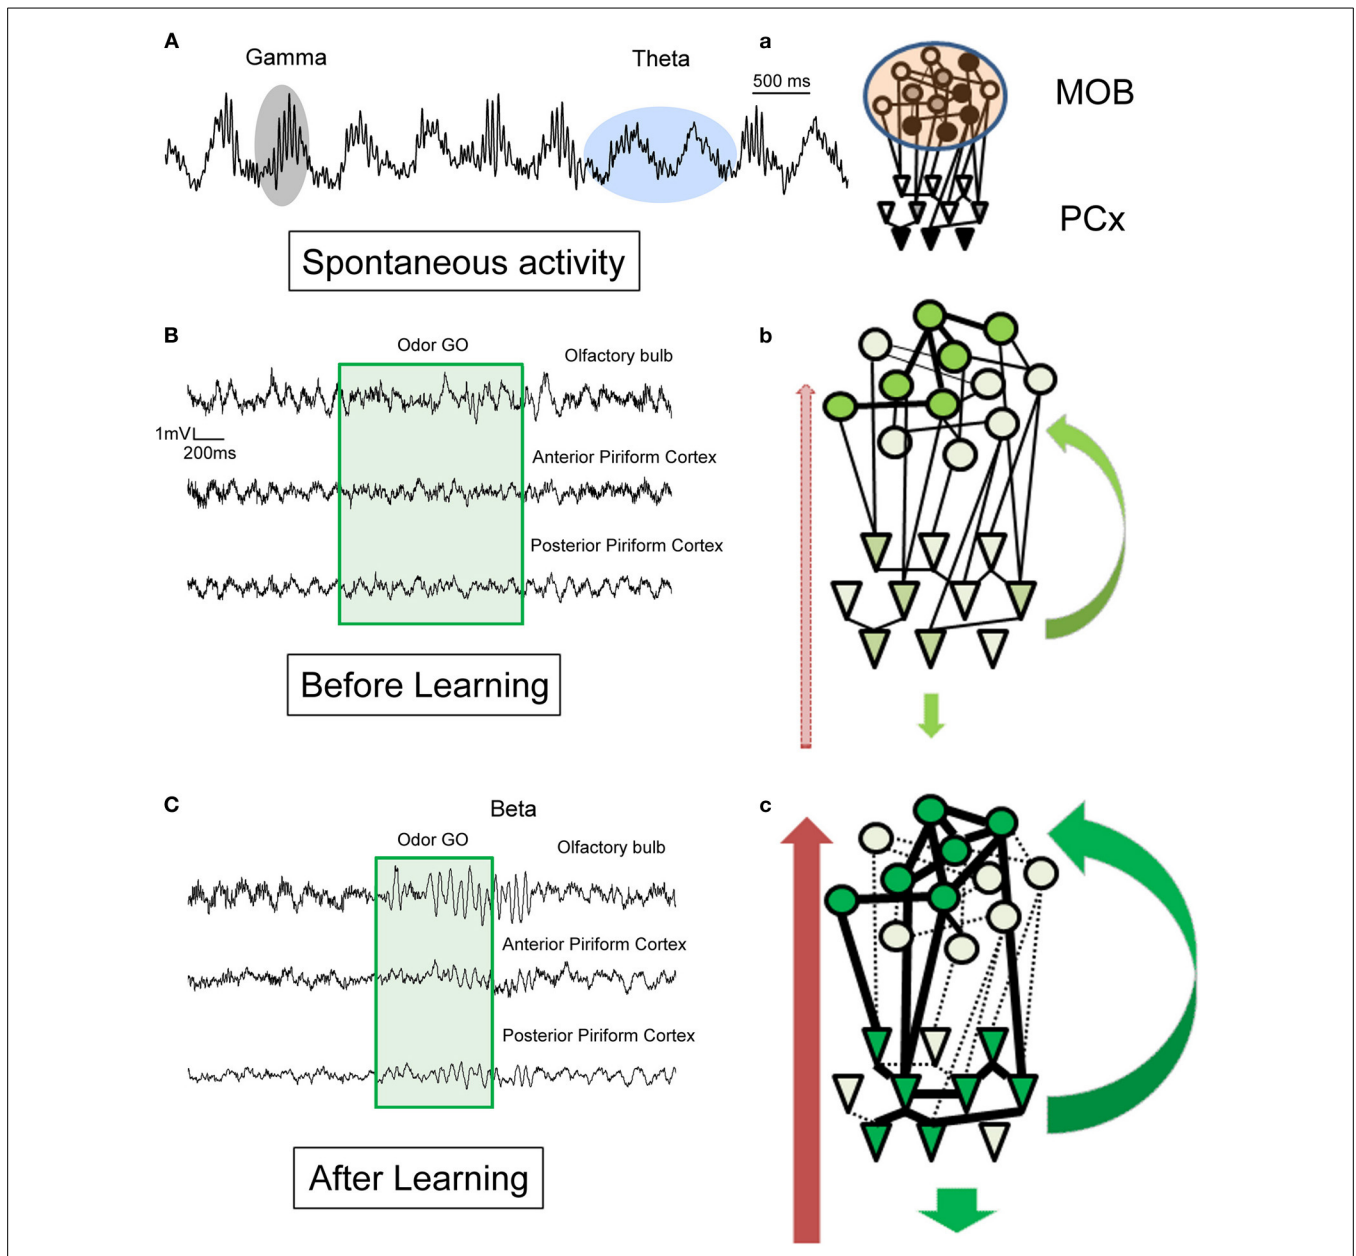 A
Gamma
Theta
500 ms
a
MOB
PCx
Spontaneous activity
B
Odor GO
Olfactory bulb
1mV
200ms
Anterior Piriform Cortex
Posterior Piriform Cortex
Before Learning
b
C
Beta
Odor GO
Olfactory bulb
Anterior Piriform Cortex
Posterior Piriform Cortex
After Learning
c